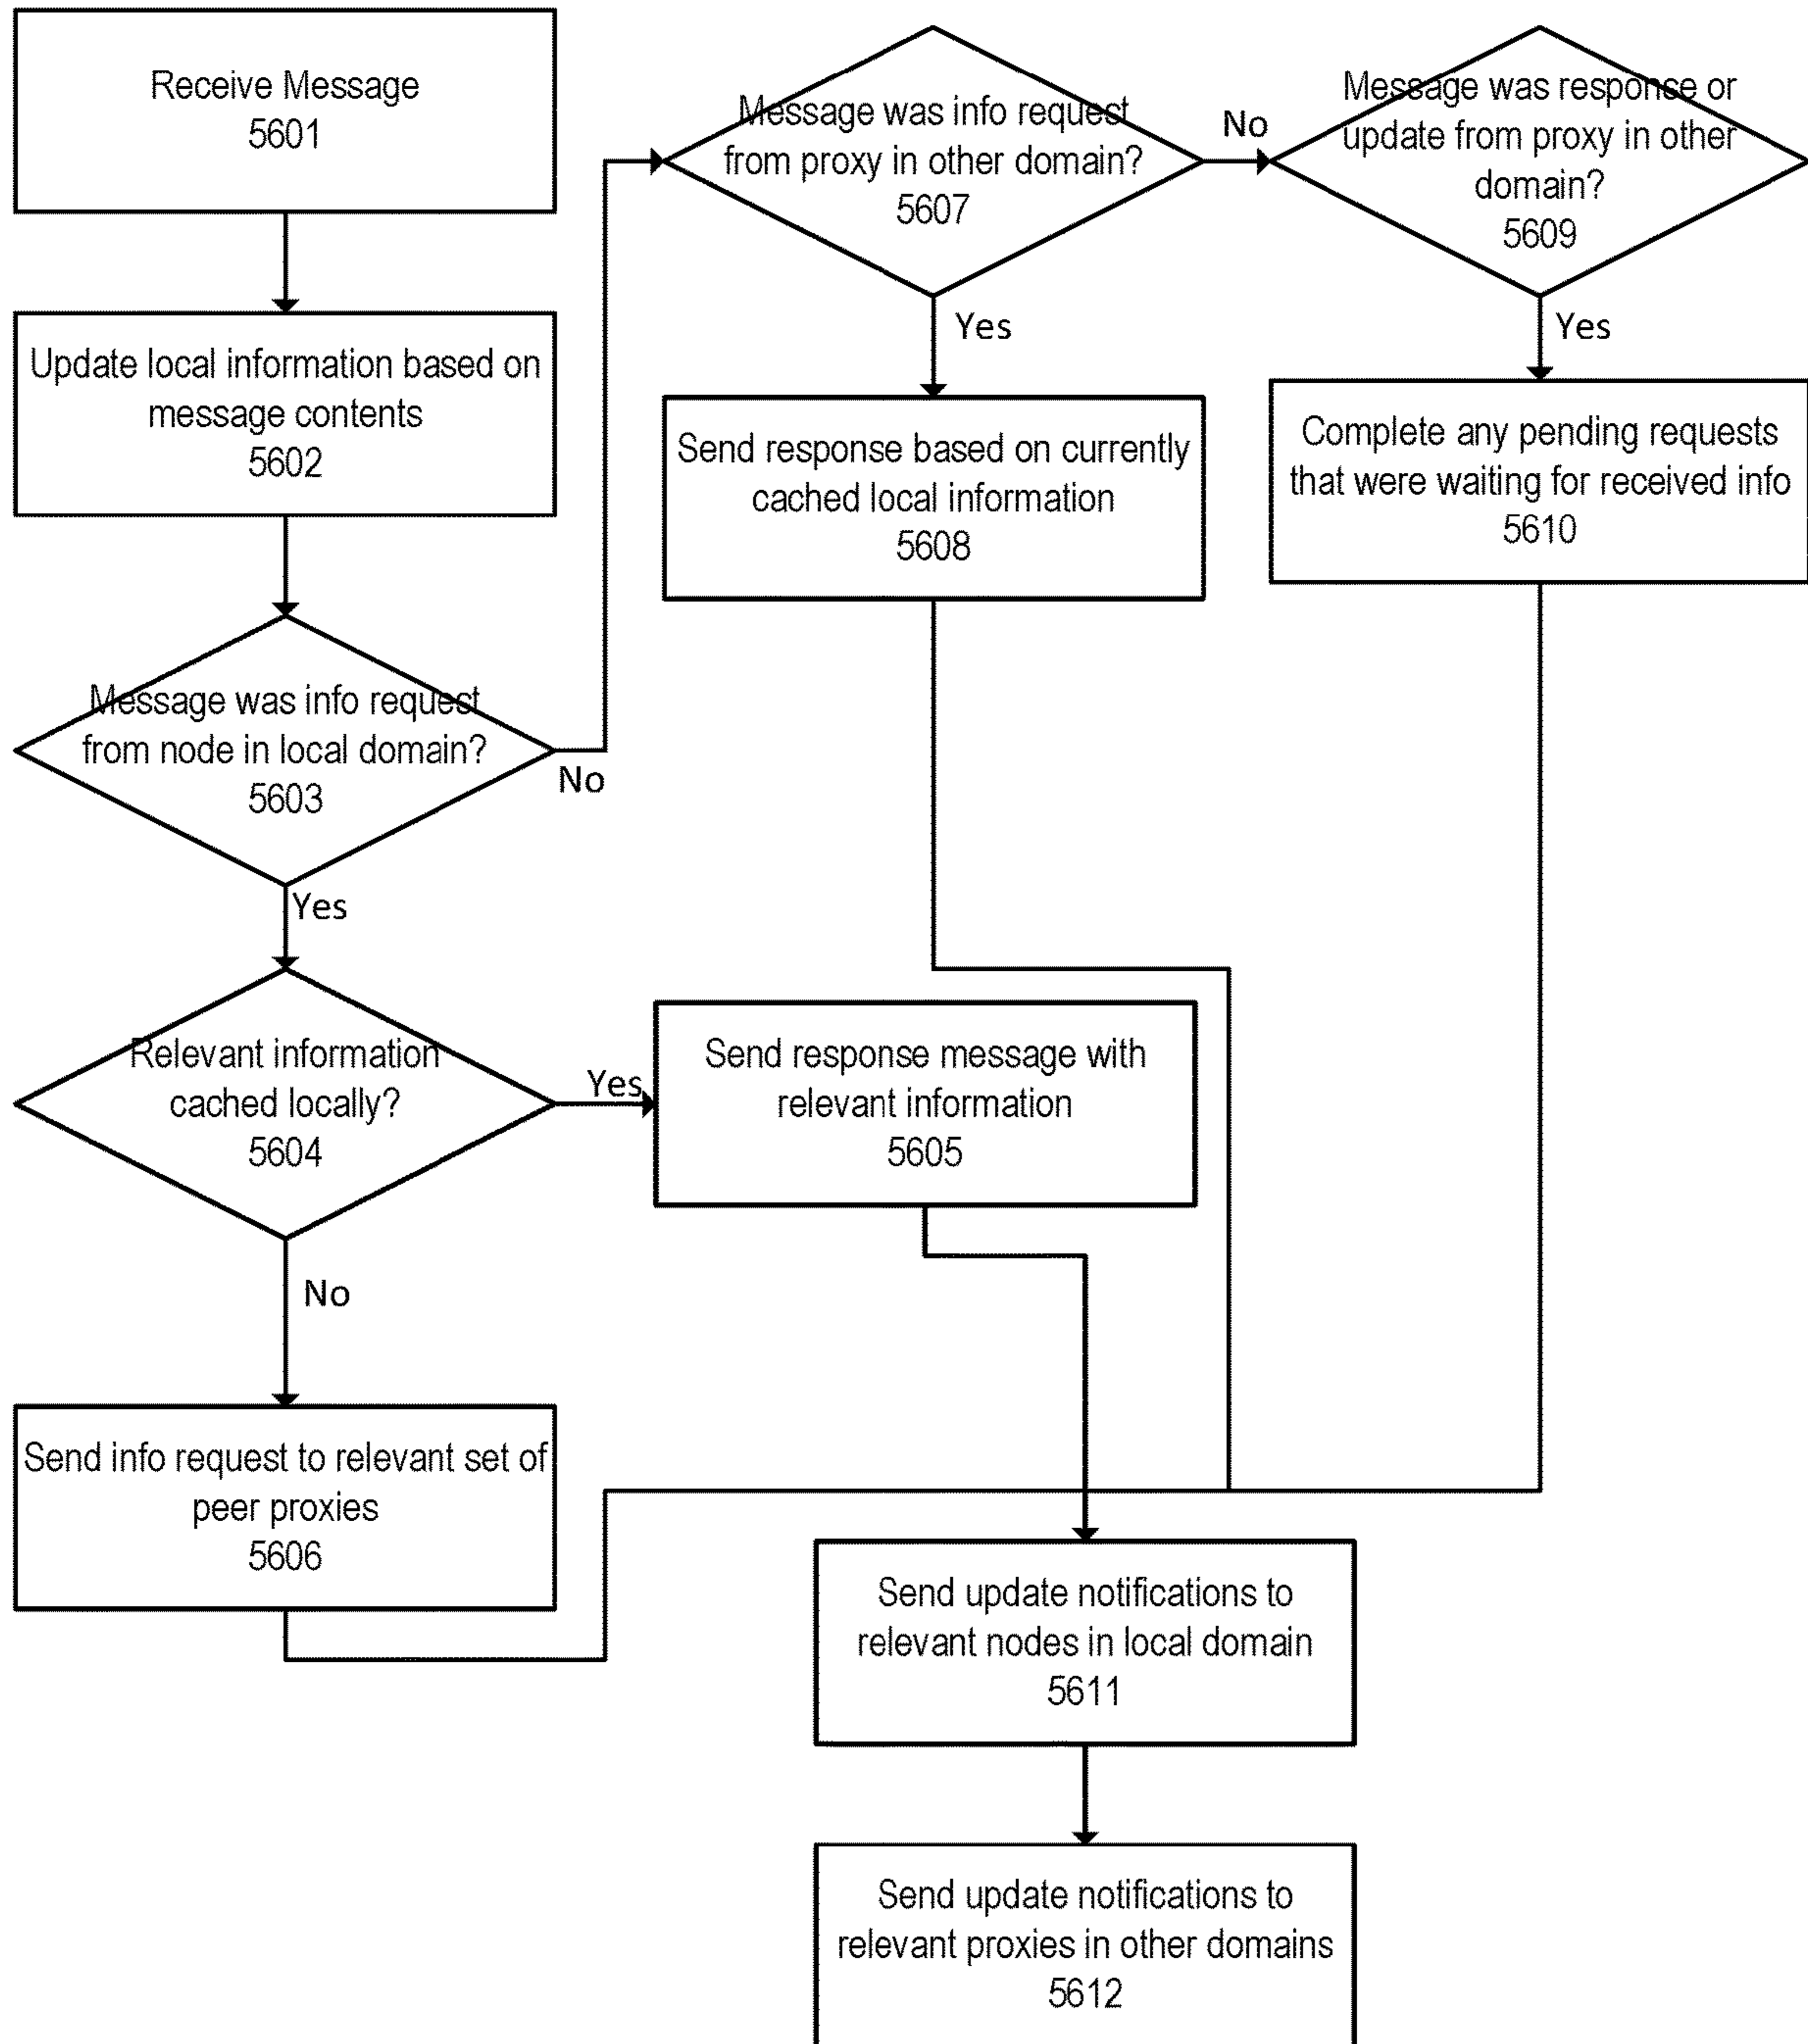 Receive Message
5601
Update local information based on
message contents
5602
Message was info request
from node in local domain?
5603
No
Yes
Relevant information
cached locally?
5604
Yes
No
Send response message with
relevant information
5605
Send info request to relevant set of
peer proxies
5606
Message was info request
from proxy in other domain?
5607
No
Yes
Send response based on currently
cached local information
5608
Message was response or
update from proxy in other
domain?
5609
Yes
Complete any pending requests
that were waiting for received info
5610
Send update notifications to
relevant nodes in local domain
5611
Send update notifications to
relevant proxies in other domains
5612